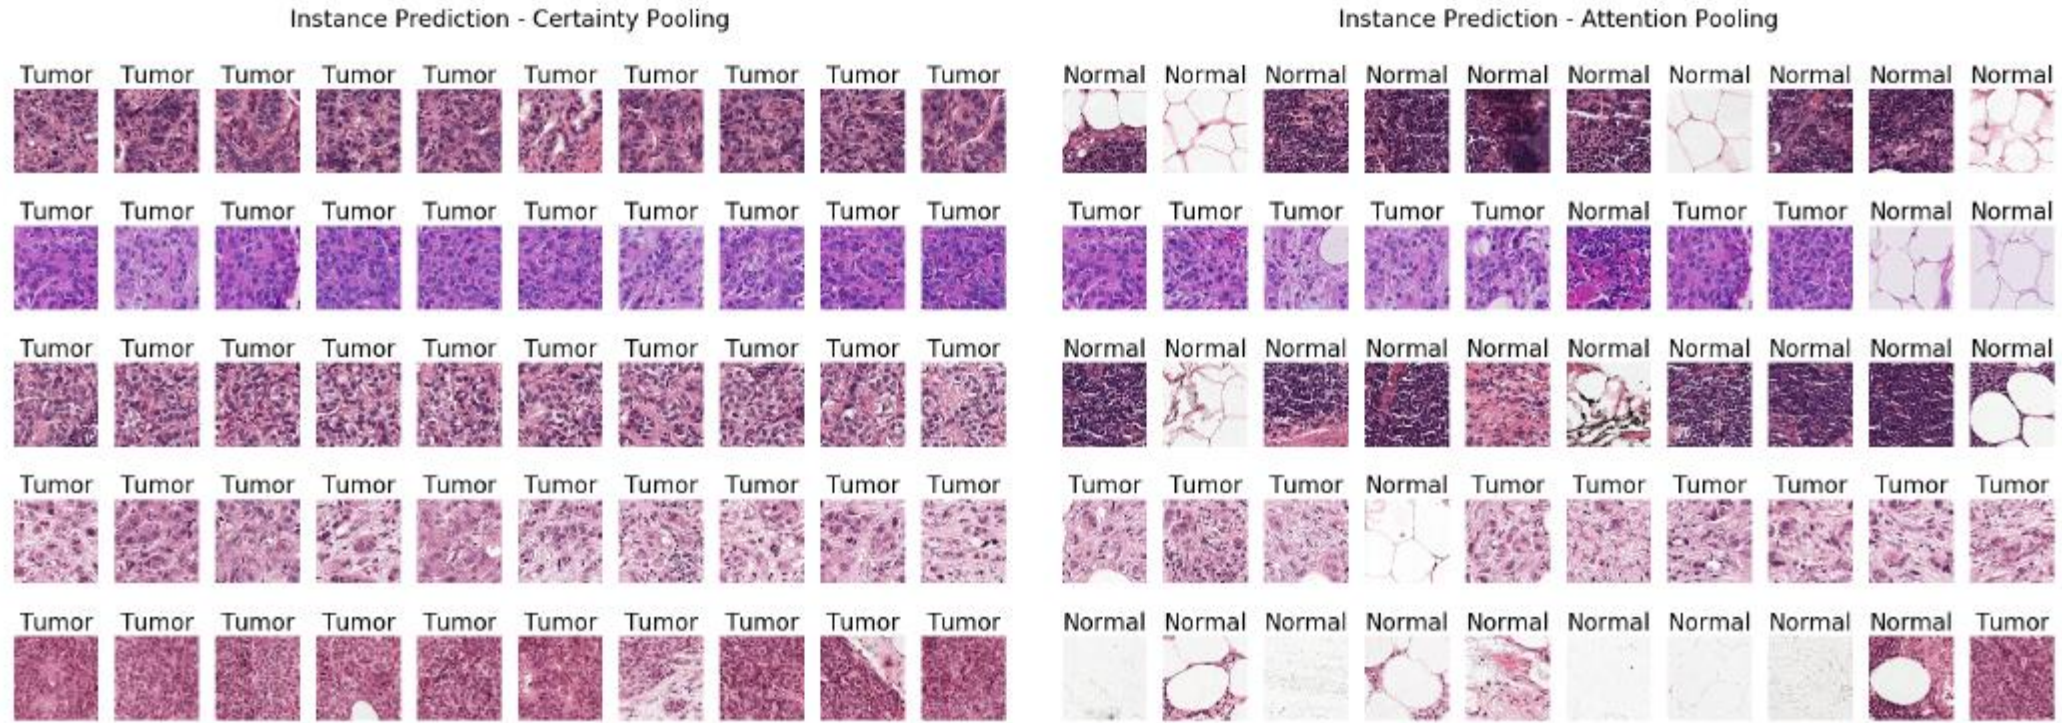 Instance Prediction - Certainty Pooling
Tumor Tumor Tumor Tumor Tumor Tumor Tumor Tumor Tumor Tumor
Tumor Tumor Tumor Tumor Tumor Tumor Tumor Tumor Tumor Tumor
Tumor Tumor Tumor Tumor Tumor Tumor Tumor Tumor Tumor Tumor
Tumor Tumor Tumor Tumor Tumor Tumor Tumor Tumor Tumor Tumor
Tumor Tumor Tumor Tumor Tumor Tumor Tumor Tumor Tumor Tumor
Instance Prediction - Attention Pooling
Normal Normal Normal Normal Normal Normal Normal Normal Normal Normal
Tumor Tumor Tumor Tumor Tumor Normal Tumor Tumor Normal Normal
Normal Normal Normal Normal Normal Normal Normal Normal Normal Normal
Tumor Tumor Tumor Normal Tumor Tumor Tumor Tumor Tumor Tumor
Normal Normal Normal Normal Normal Normal Normal Normal Normal Tumor